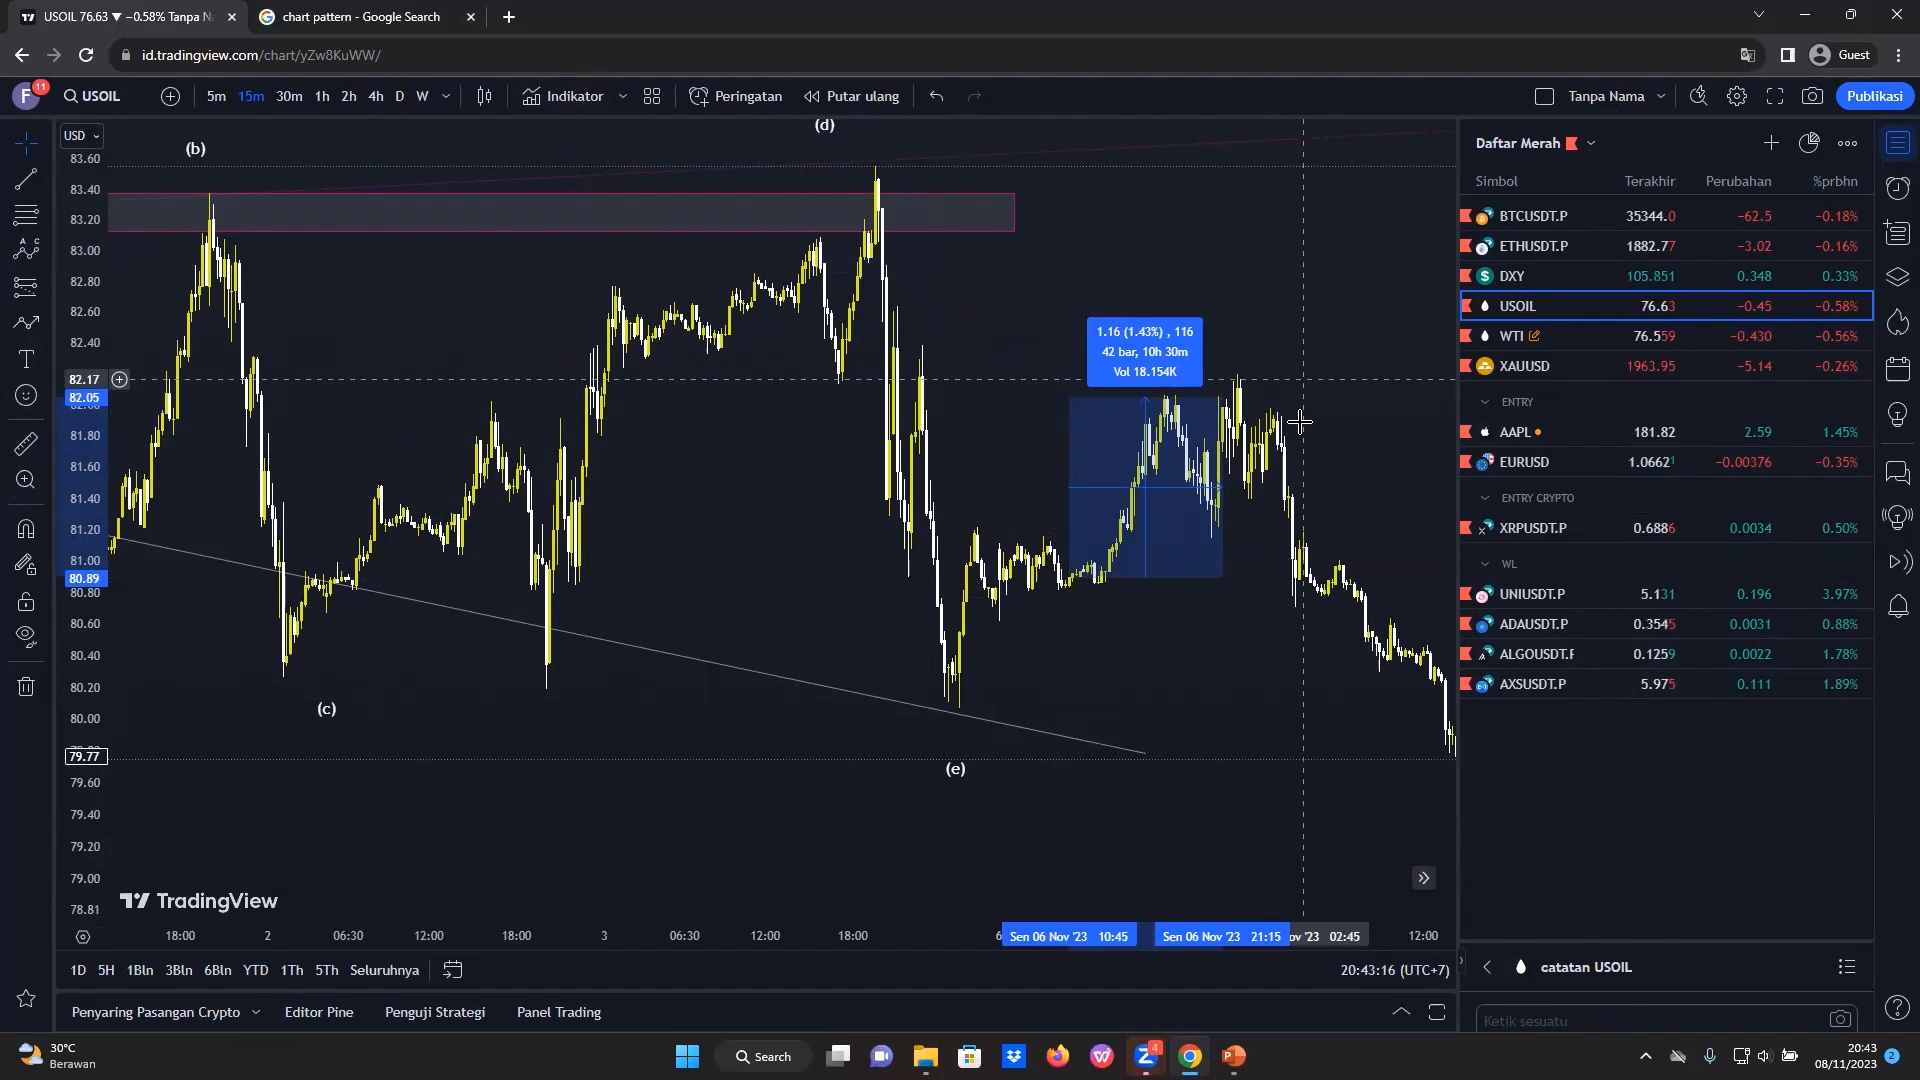 USOIL 76.63 ▼ −0.58% Tanpa N
chart pattern - Google Search
id.tradingview.com/chart/yZw8KuWW/
Guest
F
11
USOIL
5m
15m
30m
1h
2h
4h
D
W
Indikator
Peringatan
Putar ulang
Tanpa Nama
Publikasi
USD
(b)
(d)
(c)
(e)
83.60
83.40
83.20
83.00
82.80
82.60
82.40
82.17
82.05
81.80
81.60
81.40
81.20
81.00
80.89
80.80
80.60
80.40
80.20
80.00
79.77
79.60
79.40
79.20
79.00
78.81
1.16 (1.43%) , 116
42 bar, 10h 30m
Vol 18.154K
TradingView
18:00
2
06:30
12:00
18:00
3
06:30
12:00
18:00
6
Sen 06 Nov '23 10:45
Sen 06 Nov '23 21:15
ov '23 02:45
12:00
1D 5H 1Bln 3Bln 6Bln YTD 1Th 5Th Seluruhnya
20:43:16 (UTC+7)
Penyaring Pasangan Crypto
Editor Pine
Penguji Strategi
Panel Trading
Daftar Merah
Simbol Terakhir Perubahan %prbhn
BTCUSDT.P 35344.0 −62.5 −0.18%
ETHUSDT.P 1882.77 −3.02 −0.16%
DXY 105.851 0.348 0.33%
USOIL 76.63 −0.45 −0.58%
WTI 76.559 −0.430 −0.56%
XAUUSD 1963.95 −5.14 −0.26%
ENTRY
AAPL 181.82 2.59 1.45%
EURUSD 1.06621 −0.00376 −0.35%
ENTRY CRYPTO
XRPUSDT.P 0.6886 0.0034 0.50%
WL
UNIUSDT.P 5.131 0.196 3.97%
ADAUSDT.P 0.3545 0.0031 0.88%
ALGOUSDT.F 0.1259 0.0022 1.78%
AXSUSDT.P 5.975 0.111 1.89%
catatan USOIL
Ketik sesuatu
30°C
Berawan
Search
4
20:43
08/11/2023
2